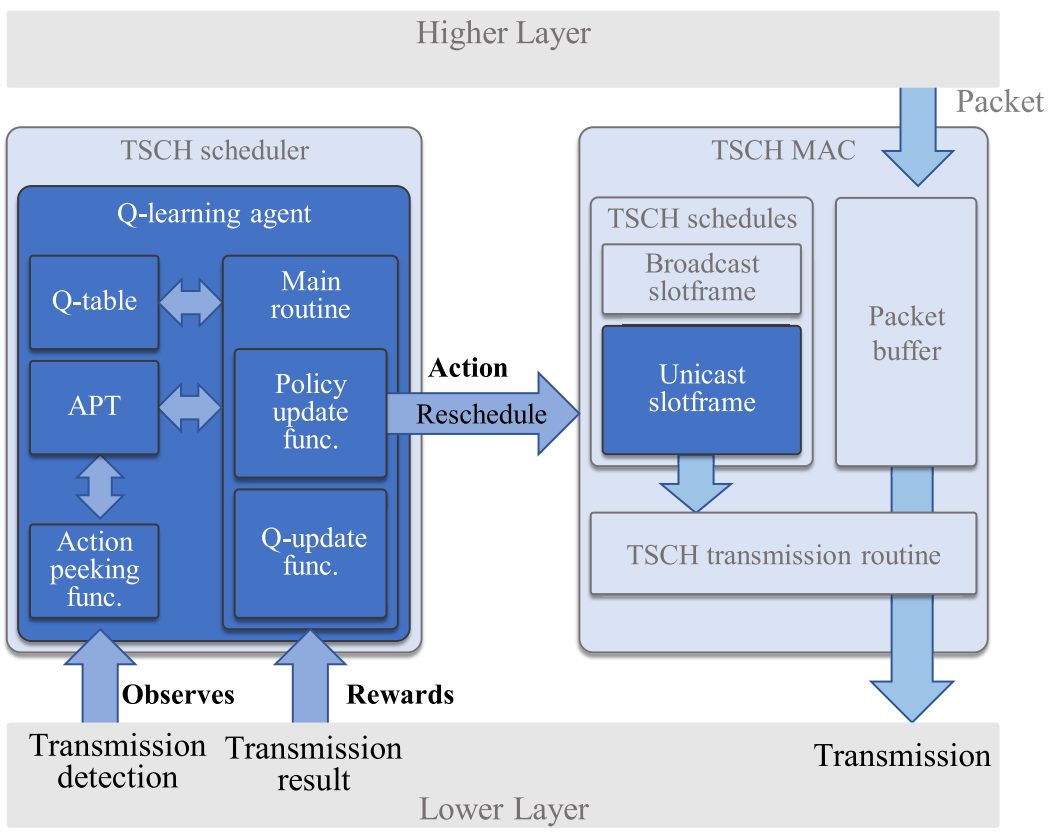 Higher Layer
Packet
TSCH scheduler
Q-learning agent
Q-table
Main
routine
APT
Policy
update
func.
Action
peeking
func.
Q-update
func.
Action
Reschedule
TSCH MAC
TSCH schedules
Broadcast
slotframe
Unicast
slotframe
Packet
buffer
TSCH transmission routine
Observes
Rewards
Transmission
detection
Transmission
result
Transmission
Lower Layer